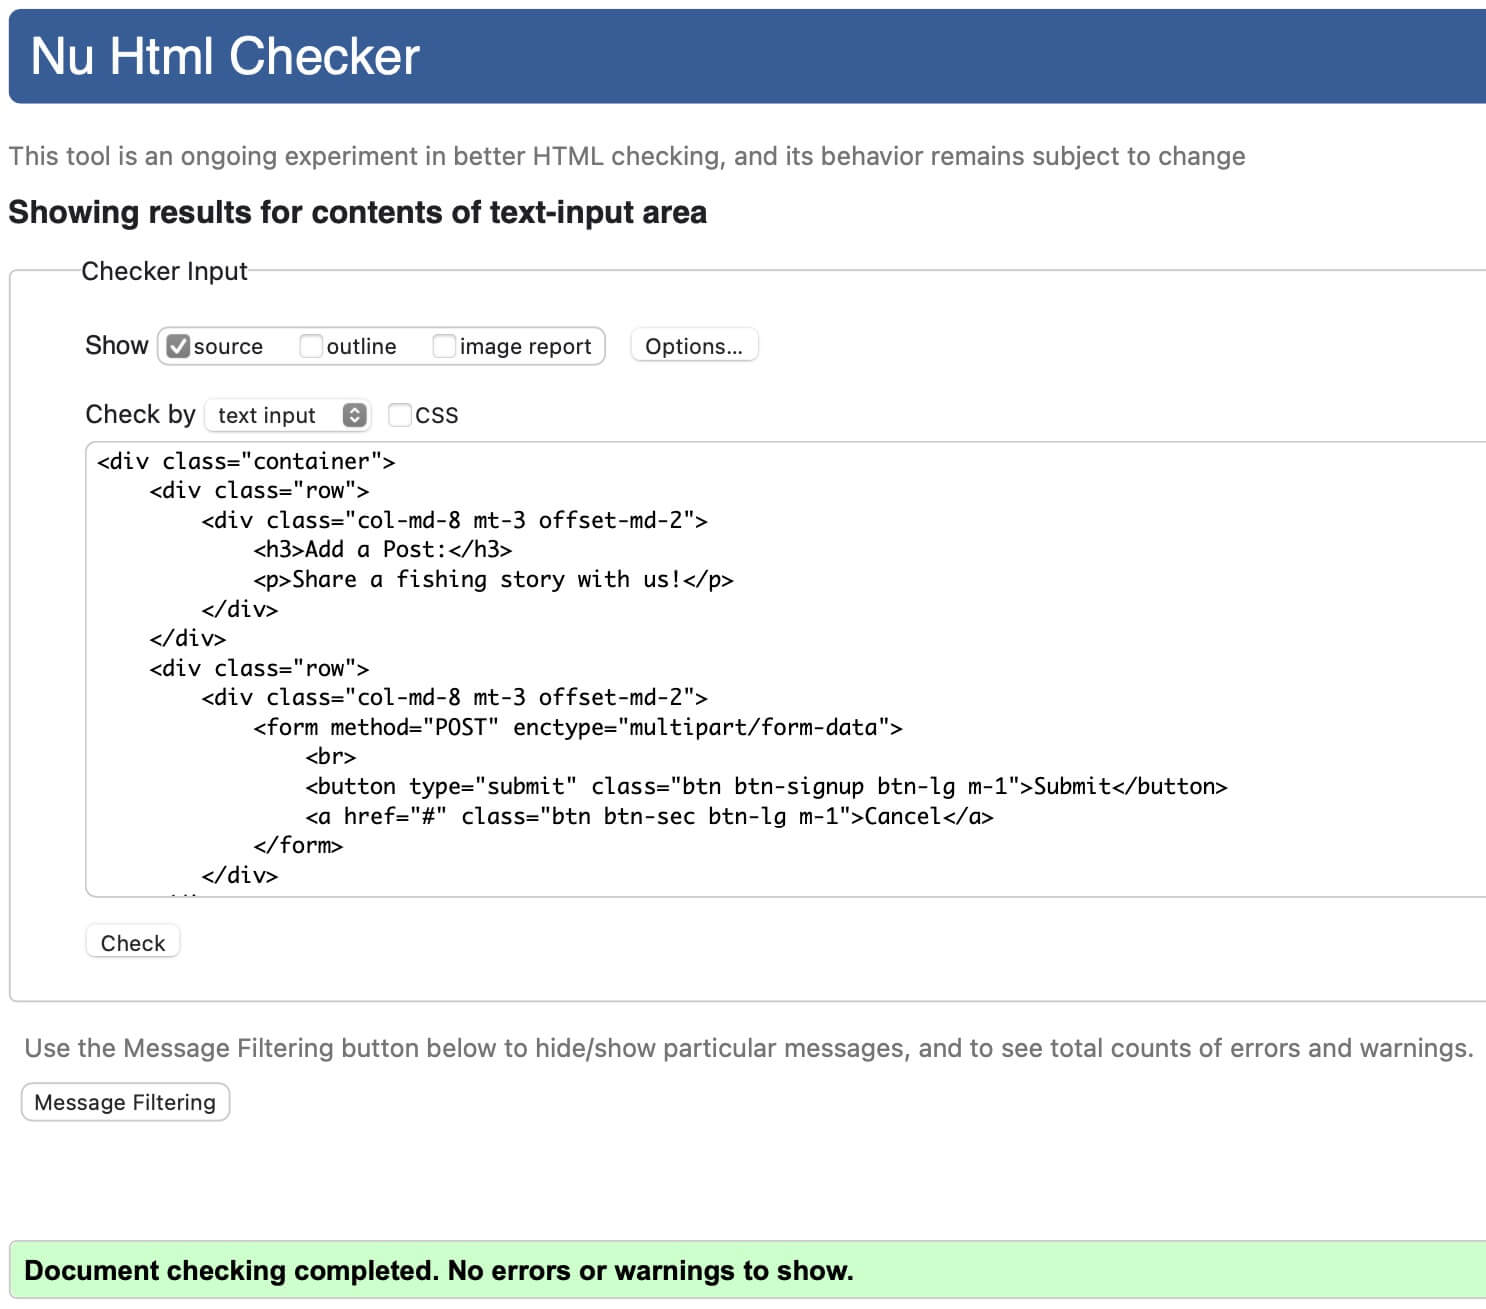 Nu Html Checker
This tool is an ongoing experiment in better HTML checking, and its behavior remains subject to change
Showing results for contents of text-input area
Checker Input
Show source outline image report Options...
Check by text input CSS
<div class="container">
    <div class="row">
        <div class="col-md-8 mt-3 offset-md-2">
            <h3>Add a Post:</h3>
            <p>Share a fishing story with us!</p>
        </div>
    </div>
    <div class="row">
        <div class="col-md-8 mt-3 offset-md-2">
            <form method="POST" enctype="multipart/form-data">
                <br>
                <button type="submit" class="btn btn-signup btn-lg m-1">Submit</button>
                <a href="#" class="btn btn-sec btn-lg m-1">Cancel</a>
            </form>
        </div>
Check
Use the Message Filtering button below to hide/show particular messages, and to see total counts of errors and warnings.
Message Filtering
Document checking completed. No errors or warnings to show.